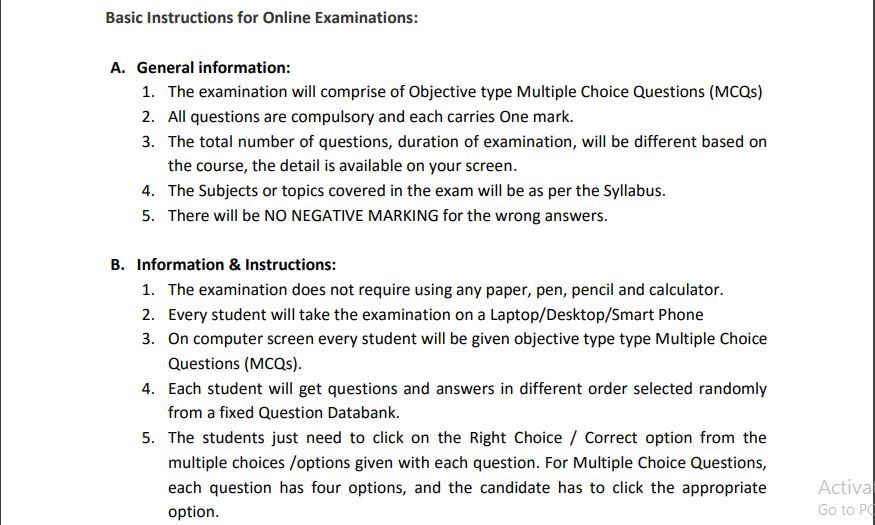 Basic Instructions for Online Examinations:
A. General information:
1. The examination will comprise of Objective type Multiple Choice Questions (MCQs)
2. All questions are compulsory and each carries One mark.
3. The total number of questions, duration of examination, will be different based on
the course, the detail is available on your screen.
4. The Subjects or topics covered in the exam will be as per the Syllabus.
5. There will be NO NEGATIVE MARKING for the wrong answers.
B. Information & Instructions:
1. The examination does not require using any paper, pen, pencil and calculator.
2. Every student will take the examination on a Laptop/Desktop/Smart Phone
3. On computer screen every student will be given objective type type Multiple Choice
Questions (MCQs).
4. Each student will get questions and answers in different order selected randomly
from a fixed Question Databank.
5. The students just need to click on the Right Choice / Correct option from the
multiple choices /options given with each question. For Multiple Choice Questions,
each question has four options, and the candidate has to click the appropriate
option.
Activa
Go to PC